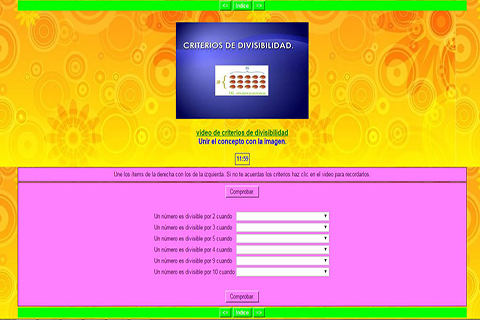 <= Índice =>
CRITERIOS DE DIVISIBILIDAD.
video de criterios de divisibilidad
Unir el concepto con la imagen.
11:59
Une los ítems de la derecha con los de la izquierda. Si no te acuerdas los criterios haz clic en el video para recordarlos.
Comprobar.
Un número es divisible por 2 cuando
Un número es divisible por 3 cuando
Un número es divisible por 5 cuando
Un número es divisible por 4 cuando
Un número es divisible por 9 cuando
Un número es divisible por 10 cuando
Comprobar.
<= Índice =>